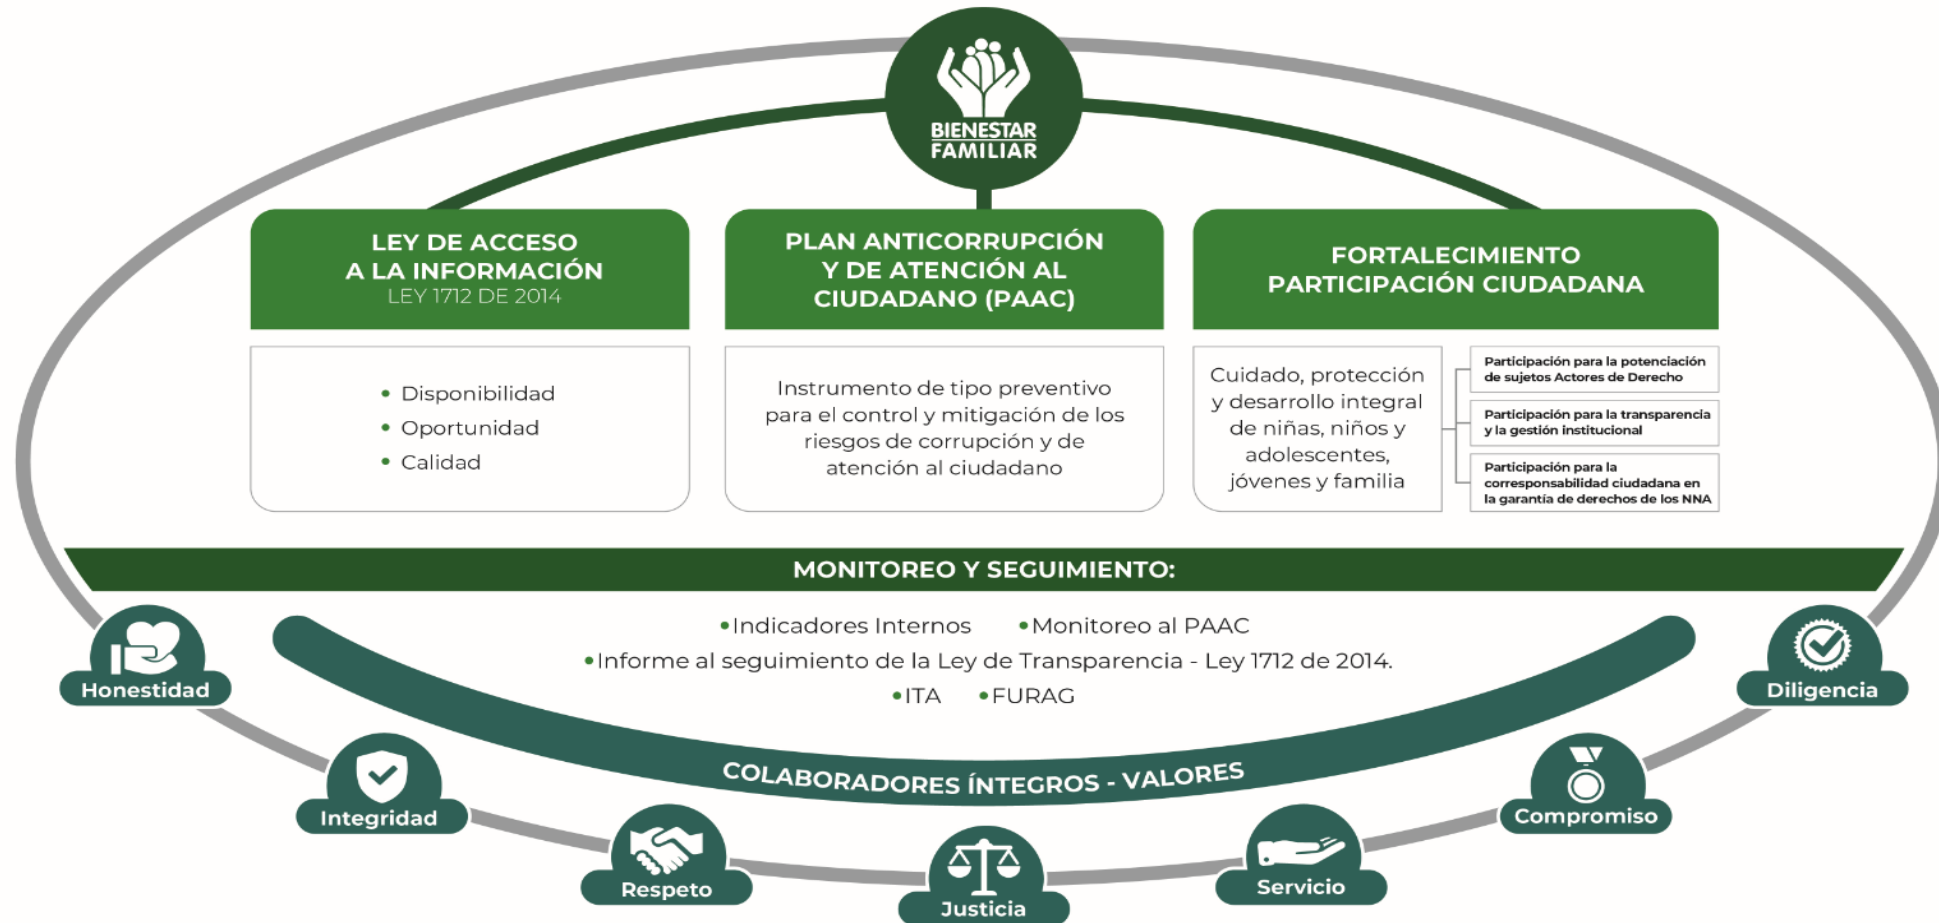 BIENESTAR
FAMILIAR
LEY DE ACCESO
A LA INFORMACIÓN
LEY 1712 DE 2014
• Disponibilidad
• Oportunidad
• Calidad
PLAN ANTICORRUPCIÓN
Y DE ATENCIÓN AL
CIUDADANO (PAAC)
Instrumento de tipo preventivo
para el control y mitigación de los
riesgos de corrupción y de
atención al ciudadano
FORTALECIMIENTO
PARTICIPACIÓN CIUDADANA
Cuidado, protección
y desarrollo integral
de niñas, niños y
adolescentes,
jóvenes y familia
Participación para la potenciación
de sujetos Actores de Derecho
Participación para la transparencia
y la gestión institucional
Participación para la
corresponsabilidad ciudadana en
la garantía de derechos de los NNA
MONITOREO Y SEGUIMIENTO:
•Indicadores Internos •Monitoreo al PAAC
•Informe al seguimiento de la Ley de Transparencia - Ley 1712 de 2014.
•ITA •FURAG
COLABORADORES ÍNTEGROS - VALORES
Honestidad
Integridad
Respeto
Justicia
Servicio
Compromiso
Diligencia